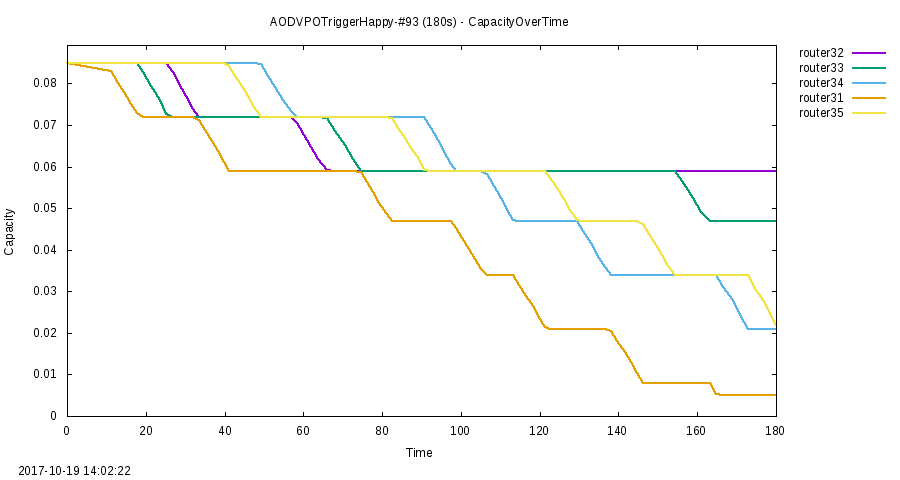 AODVPOTriggerHappy-#93 (180s) - CapacityOverTime
router32
router33
router34
router31
router35
0.08
0.07
0.06
0.05
0.04
0.03
0.02
0.01
0
Capacity
0 20 40 60 80 100 120 140 160 180
Time
2017-10-19 14:02:22